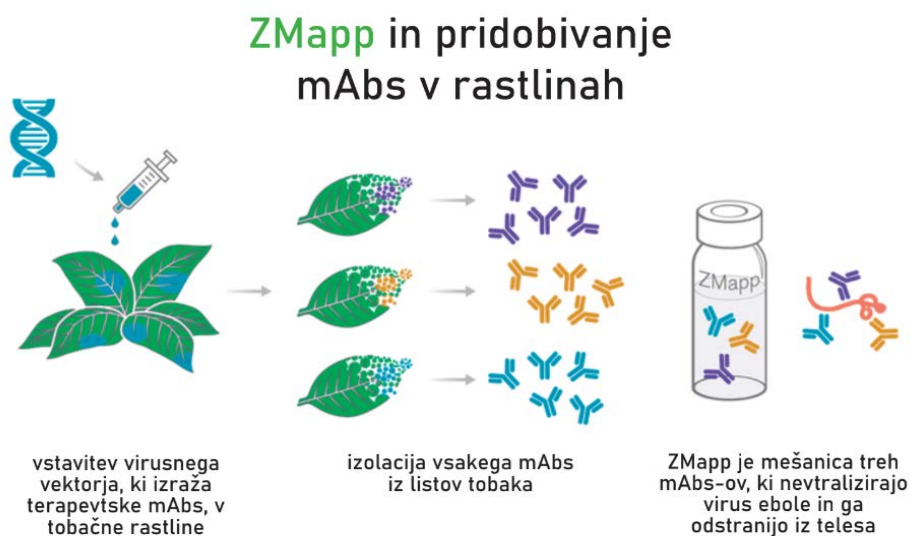 ZMapp in pridobivanje
mAbs v rastlinah
ZMapp
vstavitev virusnega
vektorja, ki izraža
terapevtske mAbs, v
tobačne rastline
izolacija vsakega mAbs
iz listov tobaka
ZMapp je mešanica treh
mAbs-ov, ki nevtralizirajo
virus ebole in ga
odstranijo iz telesa